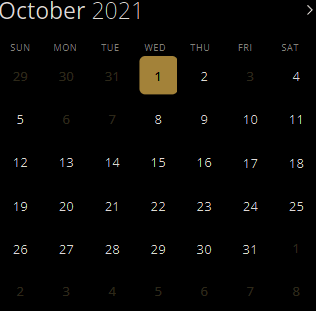 October 2021
SUN MON TUE WED THU FRI SAT
29 30 31 1 2 3 4
5 6 7 8 9 10 11
12 13 14 15 16 17 18
19 20 21 22 23 24 25
26 27 28 29 30 31 1
2 3 4 5 6 7 8